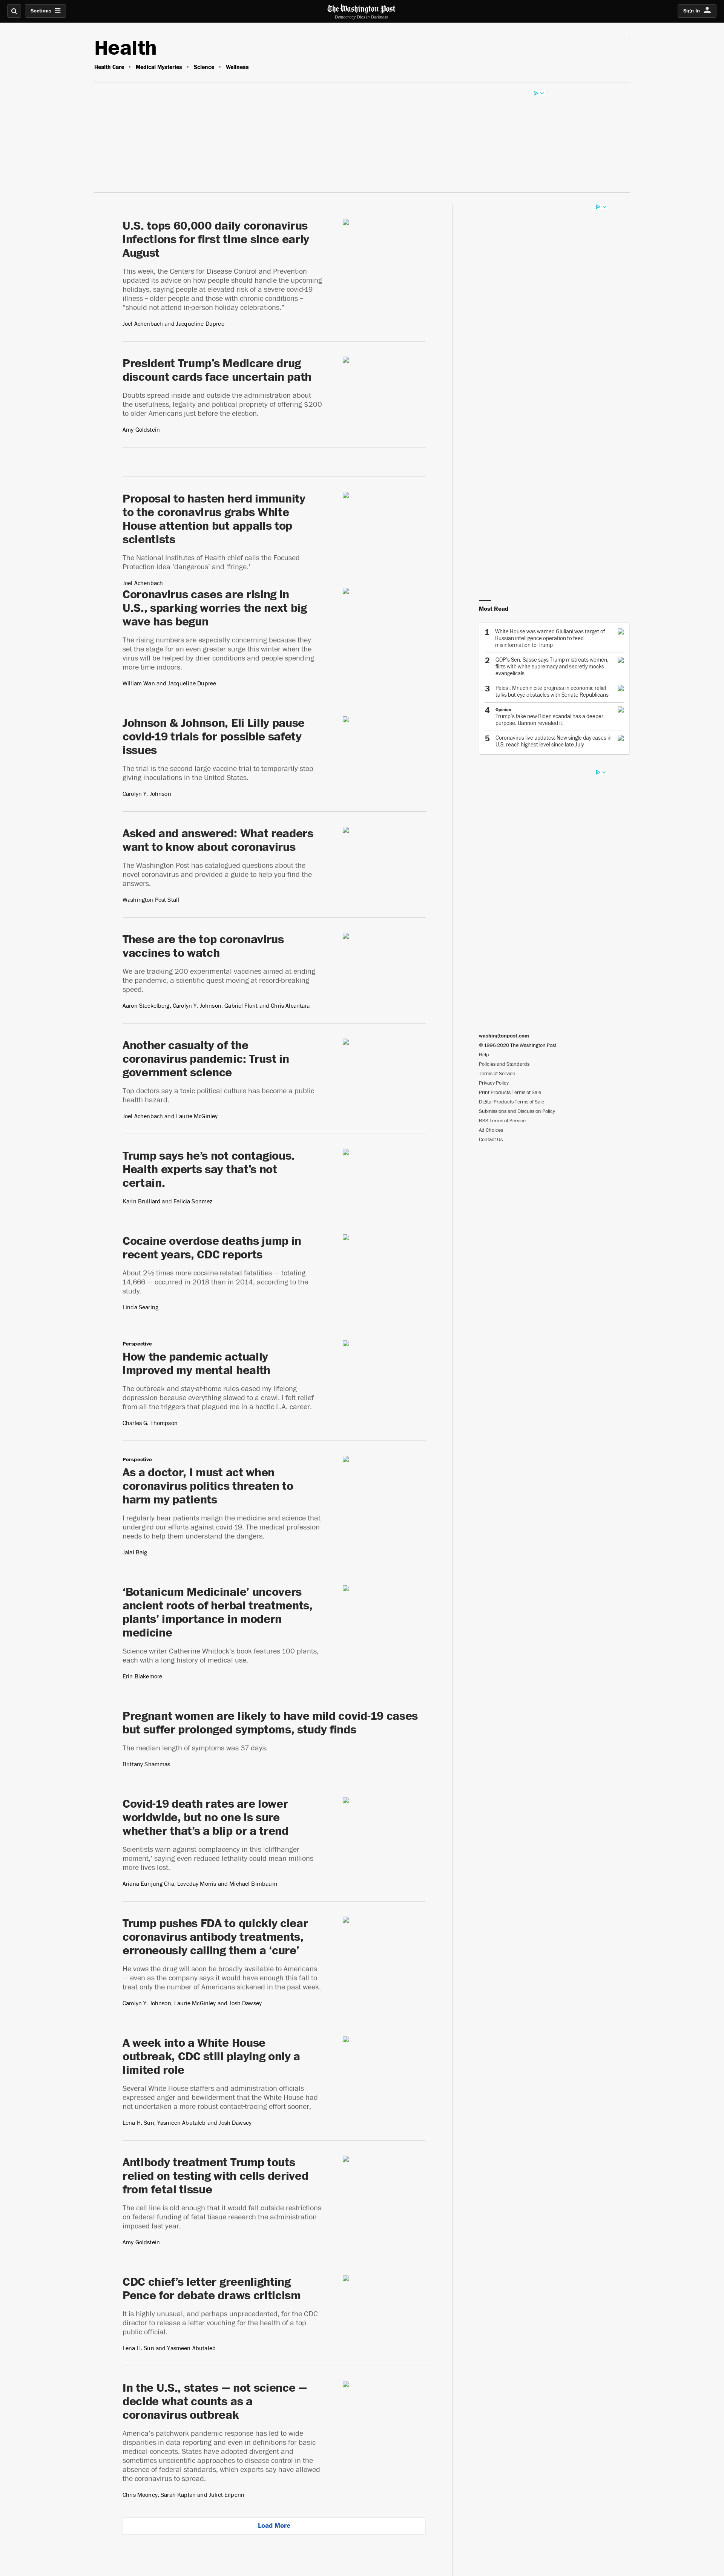 Sections
The Washington Post
Democracy Dies in Darkness
Sign In
Health
Health Care • Medical Mysteries • Science • Wellness
U.S. tops 60,000 daily coronavirus
infections for first time since early
August
This week, the Centers for Disease Control and Prevention
updated its advice on how people should handle the upcoming
holidays, saying people at elevated risk of a severe covid-19
illness – older people and those with chronic conditions –
“should not attend in-person holiday celebrations.”
Joel Achenbach and Jacqueline Dupree
President Trump’s Medicare drug
discount cards face uncertain path
Doubts spread inside and outside the administration about
the usefulness, legality and political propriety of offering $200
to older Americans just before the election.
Amy Goldstein
Proposal to hasten herd immunity
to the coronavirus grabs White
House attention but appalls top
scientists
The National Institutes of Health chief calls the Focused
Protection idea ‘dangerous’ and ‘fringe.’
Joel Achenbach
Coronavirus cases are rising in
U.S., sparking worries the next big
wave has begun
The rising numbers are especially concerning because they
set the stage for an even greater surge this winter when the
virus will be helped by drier conditions and people spending
more time indoors.
William Wan and Jacqueline Dupree
Johnson & Johnson, Eli Lilly pause
covid-19 trials for possible safety
issues
The trial is the second large vaccine trial to temporarily stop
giving inoculations in the United States.
Carolyn Y. Johnson
Asked and answered: What readers
want to know about coronavirus
The Washington Post has catalogued questions about the
novel coronavirus and provided a guide to help you find the
answers.
Washington Post Staff
These are the top coronavirus
vaccines to watch
We are tracking 200 experimental vaccines aimed at ending
the pandemic, a scientific quest moving at record-breaking
speed.
Aaron Steckelberg, Carolyn Y. Johnson, Gabriel Florit and Chris Alcantara
Another casualty of the
coronavirus pandemic: Trust in
government science
Top doctors say a toxic political culture has become a public
health hazard.
Joel Achenbach and Laurie McGinley
Trump says he’s not contagious.
Health experts say that’s not
certain.
Karin Brulliard and Felicia Sonmez
Cocaine overdose deaths jump in
recent years, CDC reports
About 2½ times more cocaine-related fatalities — totaling
14,666 — occurred in 2018 than in 2014, according to the
study.
Linda Searing
Perspective
How the pandemic actually
improved my mental health
The outbreak and stay-at-home rules eased my lifelong
depression because everything slowed to a crawl. I felt relief
from all the triggers that plagued me in a hectic L.A. career.
Charles G. Thompson
Perspective
As a doctor, I must act when
coronavirus politics threaten to
harm my patients
I regularly hear patients malign the medicine and science that
undergird our efforts against covid-19. The medical profession
needs to help them understand the dangers.
Jalal Baig
‘Botanicum Medicinale’ uncovers
ancient roots of herbal treatments,
plants’ importance in modern
medicine
Science writer Catherine Whitlock’s book features 100 plants,
each with a long history of medical use.
Erin Blakemore
Pregnant women are likely to have mild covid-19 cases
but suffer prolonged symptoms, study finds
The median length of symptoms was 37 days.
Brittany Shammas
Covid-19 death rates are lower
worldwide, but no one is sure
whether that’s a blip or a trend
Scientists warn against complacency in this ‘cliffhanger
moment,’ saying even reduced lethality could mean millions
more lives lost.
Ariana Eunjung Cha, Loveday Morris and Michael Birnbaum
Trump pushes FDA to quickly clear
coronavirus antibody treatments,
erroneously calling them a ‘cure’
He vows the drug will soon be broadly available to Americans
— even as the company says it would have enough this fall to
treat only the number of Americans sickened in the past week.
Carolyn Y. Johnson, Laurie McGinley and Josh Dawsey
A week into a White House
outbreak, CDC still playing only a
limited role
Several White House staffers and administration officials
expressed anger and bewilderment that the White House had
not undertaken a more robust contact-tracing effort sooner.
Lena H. Sun, Yasmeen Abutaleb and Josh Dawsey
Antibody treatment Trump touts
relied on testing with cells derived
from fetal tissue
The cell line is old enough that it would fall outside restrictions
on federal funding of fetal tissue research the administration
imposed last year.
Amy Goldstein
CDC chief’s letter greenlighting
Pence for debate draws criticism
It is highly unusual, and perhaps unprecedented, for the CDC
director to release a letter vouching for the health of a top
public official.
Lena H. Sun and Yasmeen Abutaleb
In the U.S., states — not science —
decide what counts as a
coronavirus outbreak
America’s patchwork pandemic response has led to wide
disparities in data reporting and even in definitions for basic
medical concepts. States have adopted divergent and
sometimes unscientific approaches to disease control in the
absence of federal standards, which experts say have allowed
the coronavirus to spread.
Chris Mooney, Sarah Kaplan and Juliet Eilperin
Load More
Most Read
1 White House was warned Giuliani was target of
Russian intelligence operation to feed
misinformation to Trump
2 GOP’s Sen. Sasse says Trump mistreats women,
flirts with white supremacy and secretly mocks
evangelicals
3 Pelosi, Mnuchin cite progress in economic relief
talks but eye obstacles with Senate Republicans
4 Opinion
Trump’s fake new Biden scandal has a deeper
purpose. Bannon revealed it.
5 Coronavirus live updates: New single-day cases in
U.S. reach highest level since late July
washingtonpost.com
© 1996-2020 The Washington Post
Help
Policies and Standards
Terms of Service
Privacy Policy
Print Products Terms of Sale
Digital Products Terms of Sale
Submissions and Discussion Policy
RSS Terms of Service
Ad Choices
Contact Us